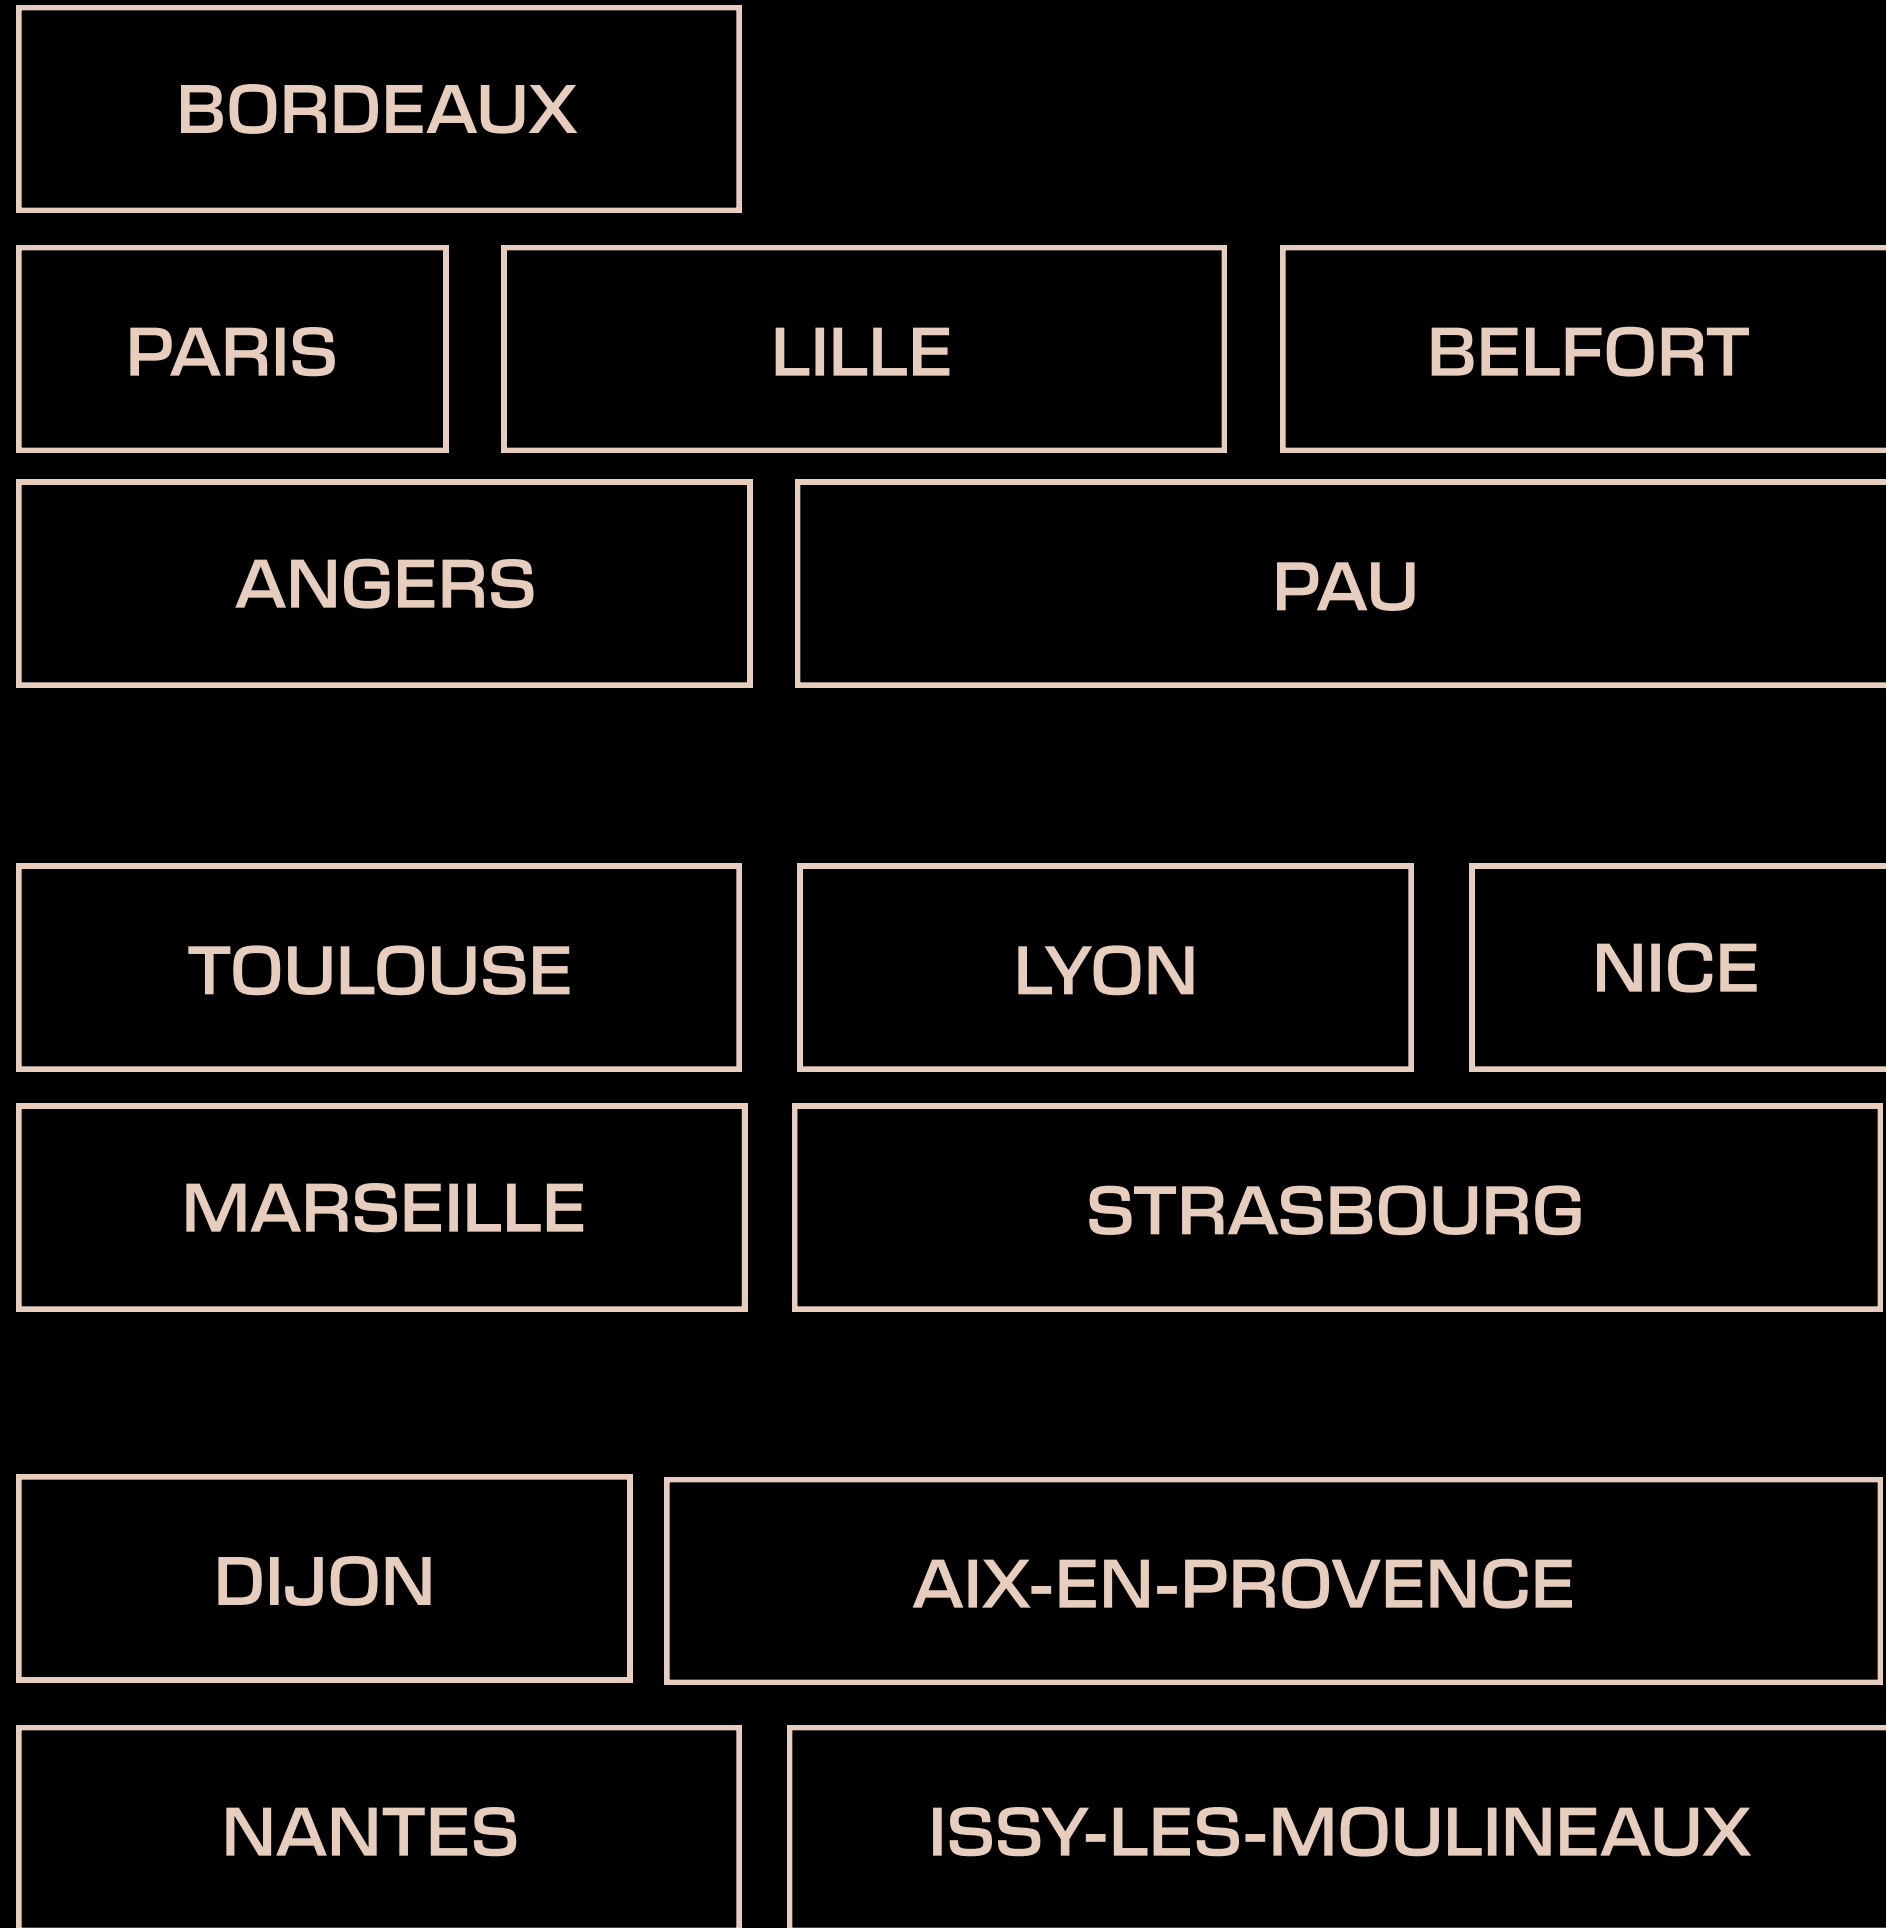 BORDEAUX
PARIS
LILLE
BELFORT
ANGERS
PAU
TOULOUSE
LYON
NICE
MARSEILLE
STRASBOURG
DIJON
AIX-EN-PROVENCE
NANTES
ISSY-LES-MOULINEAUX